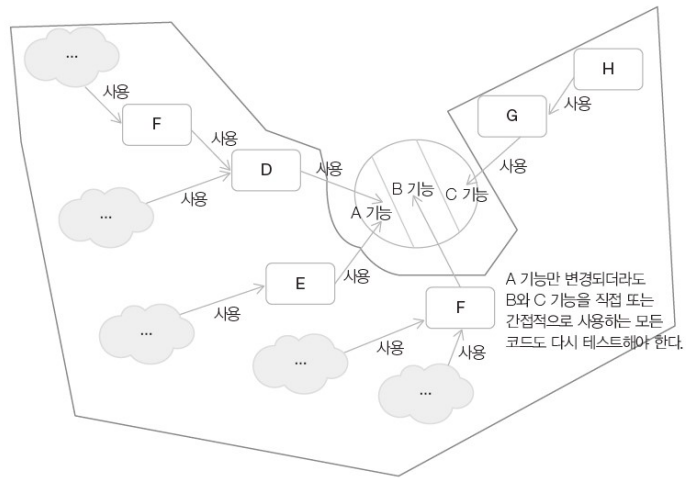 ...
사용
F
사용
D
사용
...
사용
H
사용
G
사용
B 기능
C 기능
A 기능
E
사용
...
사용
F
...
사용
...
사용
A 기능만 변경되더라도
B와 C 기능을 직접 또는
간접적으로 사용하는 모든
코드도 다시 테스트해야 한다.